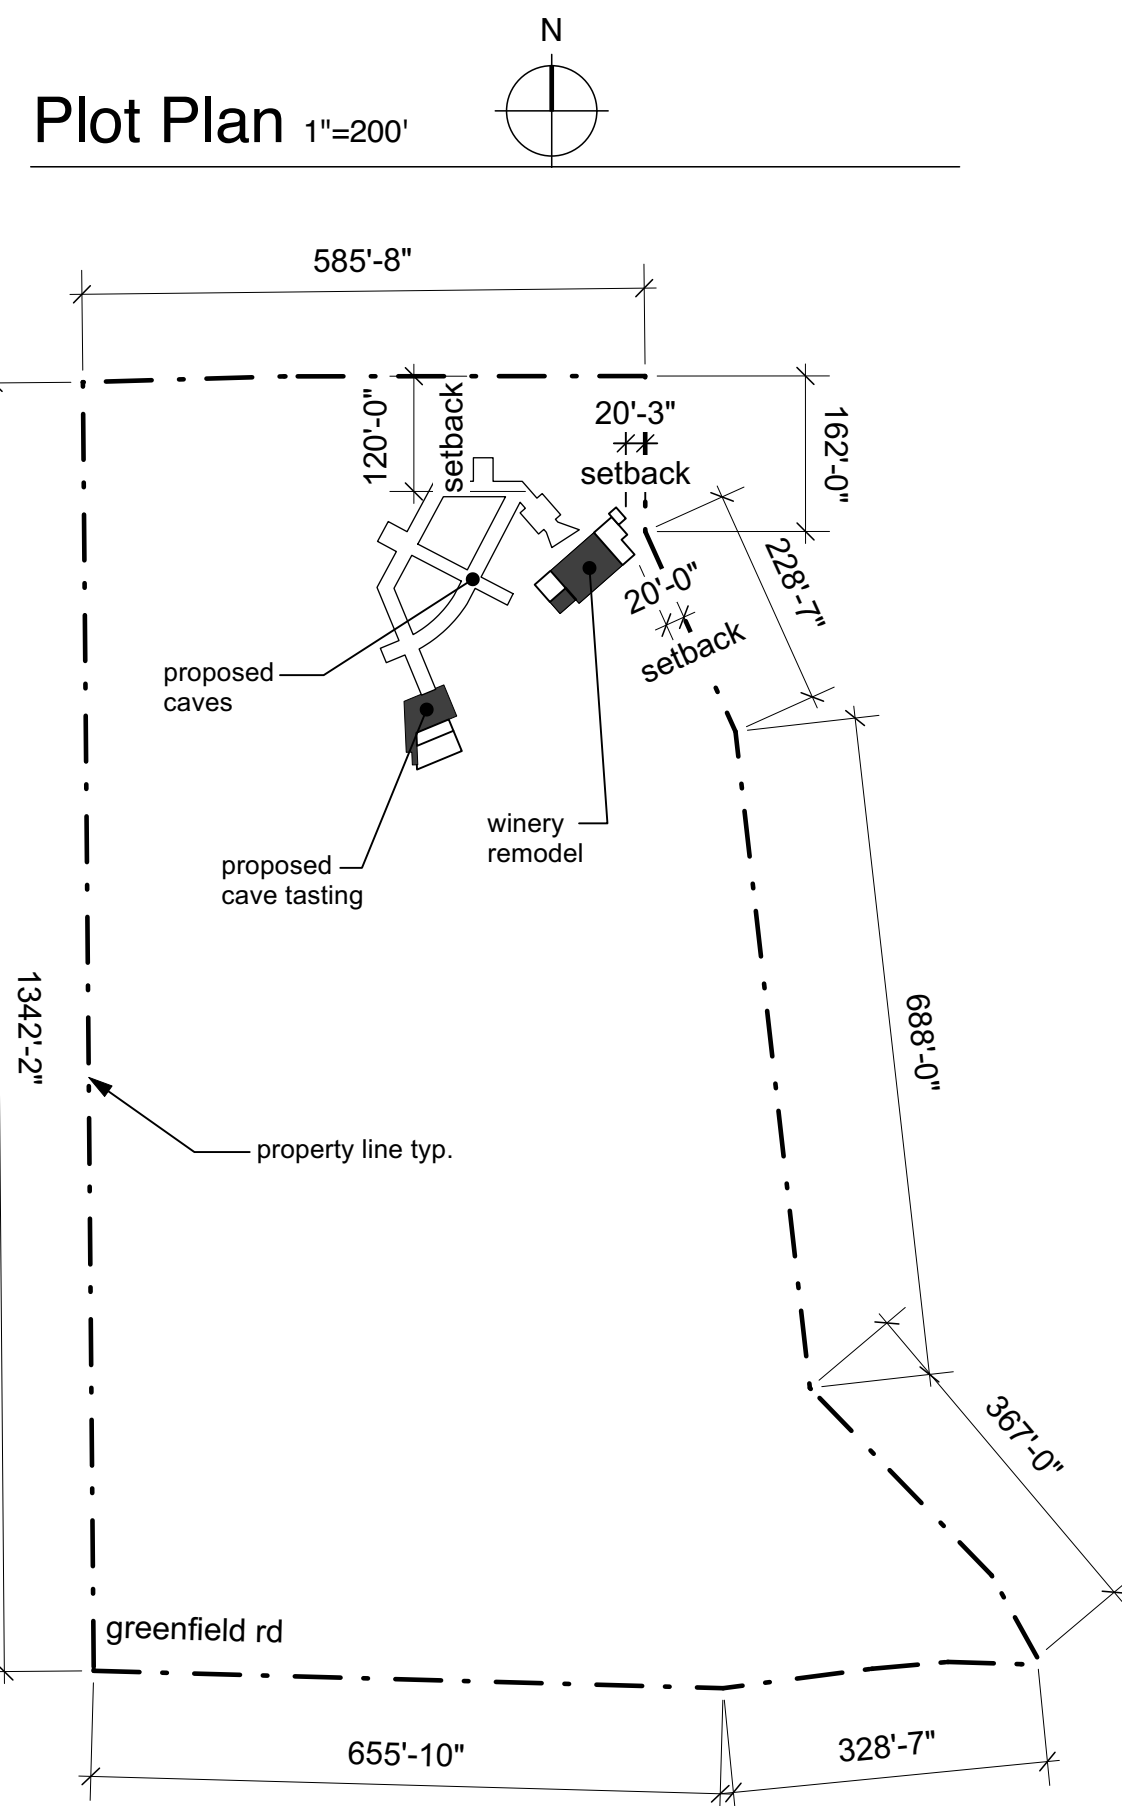 N
Plot Plan 1"=200'
585'-8"
120'-0"
setback
20'-3"
setback
162'-0"
228'-7"
20'-0"
setback
proposed
caves
winery
remodel
proposed
cave tasting
1342'-2"
688'-0"
property line typ.
367'-0"
greenfield rd
655'-10"
328'-7"